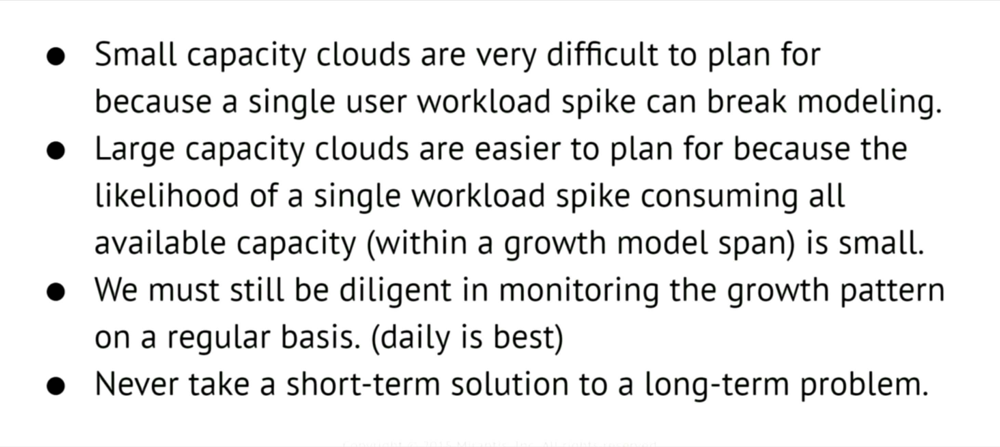 ● Small capacity clouds are very difficult to plan for
because a single user workload spike can break modeling.
● Large capacity clouds are easier to plan for because the
likelihood of a single workload spike consuming all
available capacity (within a growth model span) is small.
● We must still be diligent in monitoring the growth pattern
on a regular basis. (daily is best)
● Never take a short-term solution to a long-term problem.
Copyright © 2015 Mirantis, Inc. All rights reserved